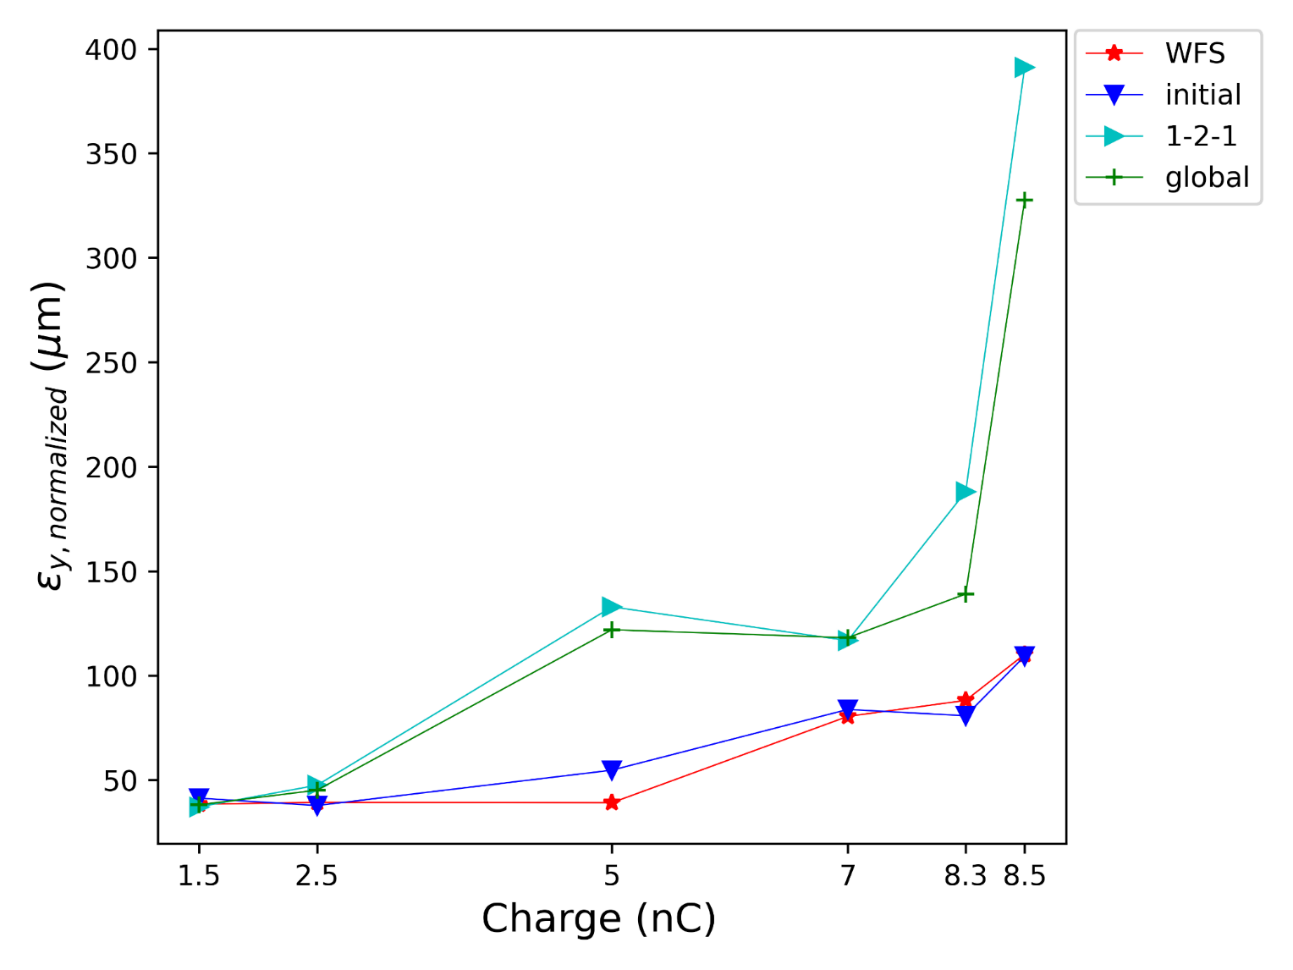 400
350
300
250
200
150
100
50
ε_{y, normalized} (μm)
1.5 2.5 5 7 8.3 8.5
Charge (nC)
WFS
initial
1-2-1
global